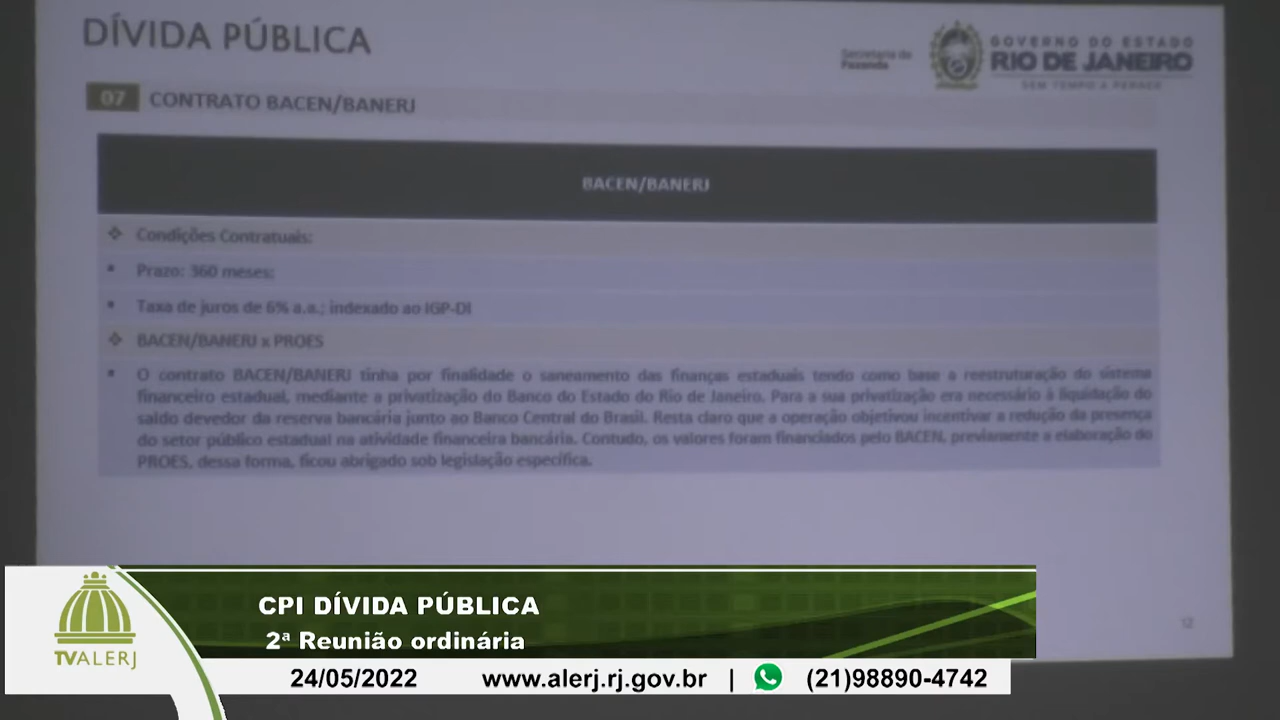 DÍVIDA PÚBLICA
Secretaria de
Fazenda
GOVERNO DO ESTADO
RIO DE JANEIRO
SEM TEMPO A PERDER
07 CONTRATO BACEN/BANERJ
BACEN/BANERJ
Condições Contratuais:
Prazo: 360 meses;
Taxa de juros de 6% a.a.; indexado ao IGP-DI
BACEN/BANERJ x PROES
O contrato BACEN/BANERJ tinha por finalidade o saneamento das finanças estaduais tendo como base a reestruturação do sistema
financeiro estadual, mediante a privatização do Banco do Estado do Rio de Janeiro. Para a sua privatização era necessário à liquidação do
saldo devedor da reserva bancária junto ao Banco Central do Brasil. Resta claro que a operação objetivou incentivar a redução da presença
do setor público estadual na atividade financeira bancária. Contudo, os valores foram financiados pelo BACEN, previamente a elaboração do
PROES, dessa forma, ficou abrigado sob legislação específica.
12
CPI DÍVIDA PÚBLICA
2ª Reunião ordinária
TVALERJ
24/05/2022 www.alerj.rj.gov.br | (21)98890-4742